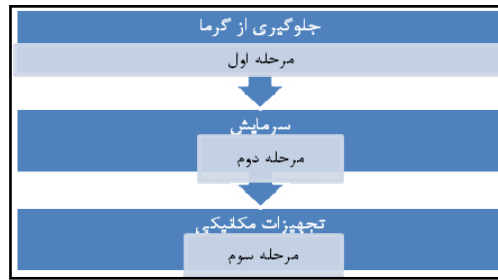 جلوگیری از گرما
مرحله اول
سرمایش
مرحله دوم
تجهیزات مکانیکی
مرحله سوم